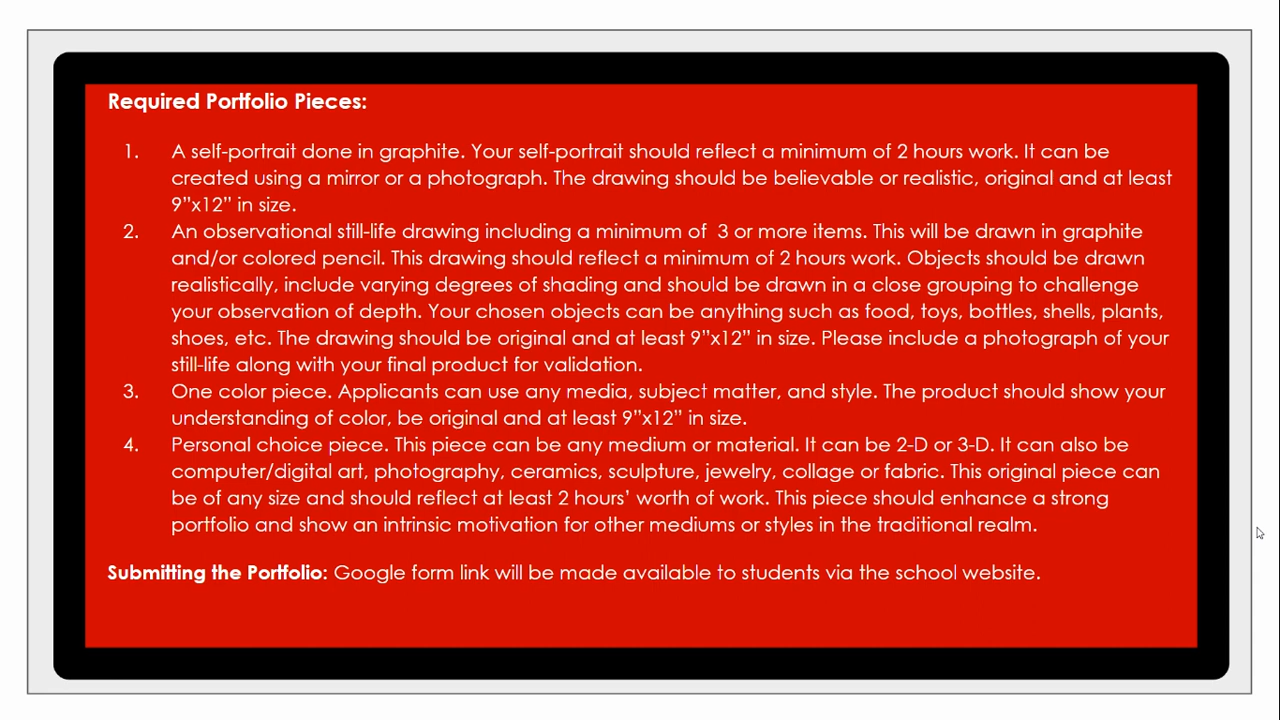 Required Portfolio Pieces:
1. A self-portrait done in graphite. Your self-portrait should reflect a minimum of 2 hours work. It can be
created using a mirror or a photograph. The drawing should be believable or realistic, original and at least
9”x12” in size.
2. An observational still-life drawing including a minimum of  3 or more items. This will be drawn in graphite
and/or colored pencil. This drawing should reflect a minimum of 2 hours work. Objects should be drawn
realistically, include varying degrees of shading and should be drawn in a close grouping to challenge
your observation of depth. Your chosen objects can be anything such as food, toys, bottles, shells, plants,
shoes, etc. The drawing should be original and at least 9”x12” in size. Please include a photograph of your
still-life along with your final product for validation.
3. One color piece. Applicants can use any media, subject matter, and style. The product should show your
understanding of color, be original and at least 9”x12” in size.
4. Personal choice piece. This piece can be any medium or material. It can be 2-D or 3-D. It can also be
computer/digital art, photography, ceramics, sculpture, jewelry, collage or fabric. This original piece can
be of any size and should reflect at least 2 hours’ worth of work. This piece should enhance a strong
portfolio and show an intrinsic motivation for other mediums or styles in the traditional realm.
Submitting the Portfolio: Google form link will be made available to students via the school website.